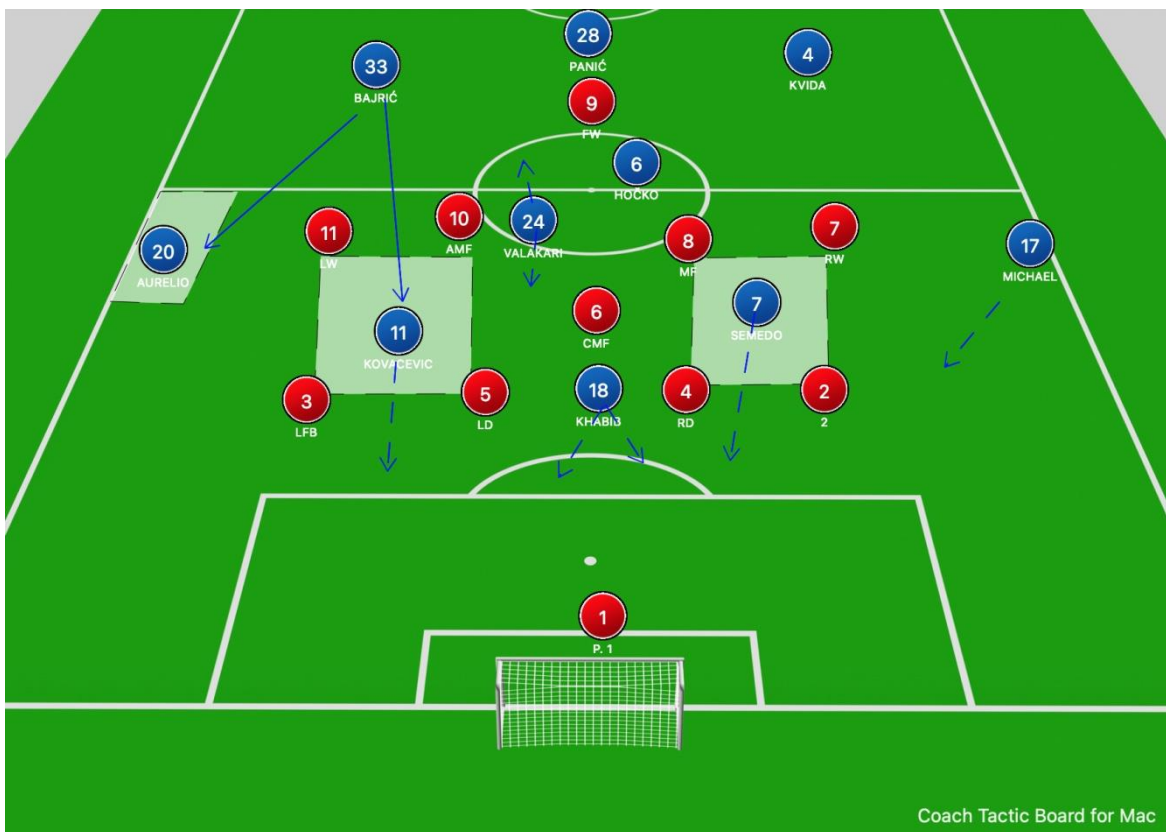 28
PANIĆ
33
BAJRIĆ
4
KVIDA
9
FW
6
HOČKO
10
AMF
24
VALAKARI
11
LW
8
MF
7
RW
20
AURELIO
17
MICHAEL
7
SEMEDO
6
CMF
11
KOVACEVIC
3
LFB
5
LD
18
KHABIB
4
RD
2
2
1
P. 1
Coach Tactic Board for Mac